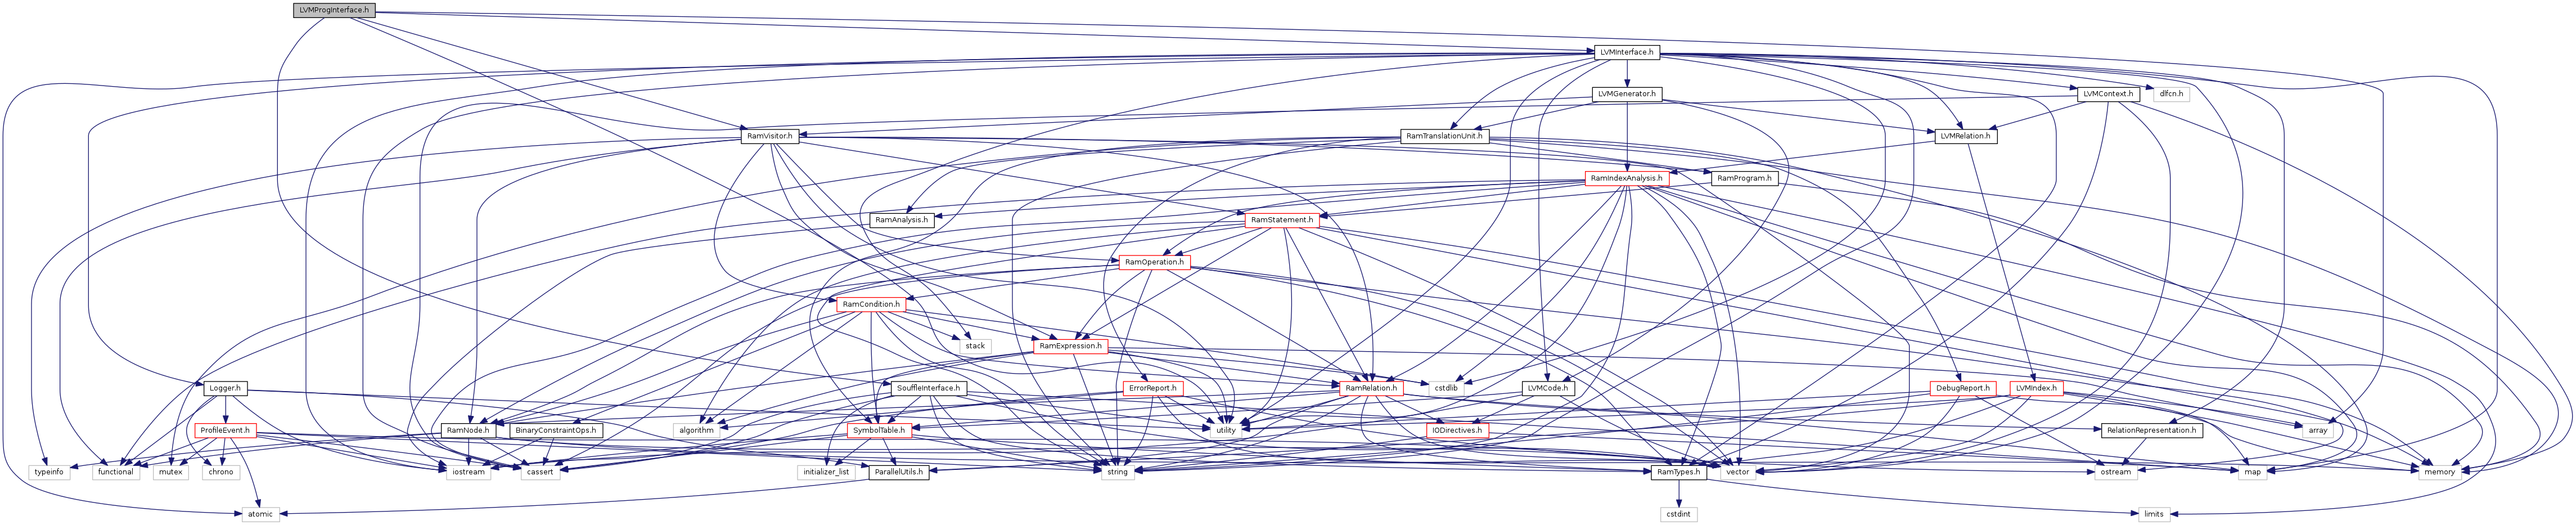 LVMProgInterface.h
LVMInterface.h
LVMGenerator.h
LVMContext.h
dlfcn.h
RamVisitor.h
RamTranslationUnit.h
LVMRelation.h
RamIndexAnalysis.h
RamProgram.h
RamAnalysis.h
RamStatement.h
RamOperation.h
RamCondition.h
stack
RamExpression.h
Logger.h
SouffleInterface.h
ErrorReport.h
RamRelation.h
cstdlib
LVMCode.h
DebugReport.h
LVMIndex.h
ProfileEvent.h
RamNode.h
BinaryConstraintOps.h
algorithm
SymbolTable.h
utility
IODirectives.h
RelationRepresentation.h
array
typeinfo
functional
mutex
chrono
iostream
cassert
initializer_list
ParallelUtils.h
string
RamTypes.h
vector
ostream
map
memory
atomic
cstdint
limits